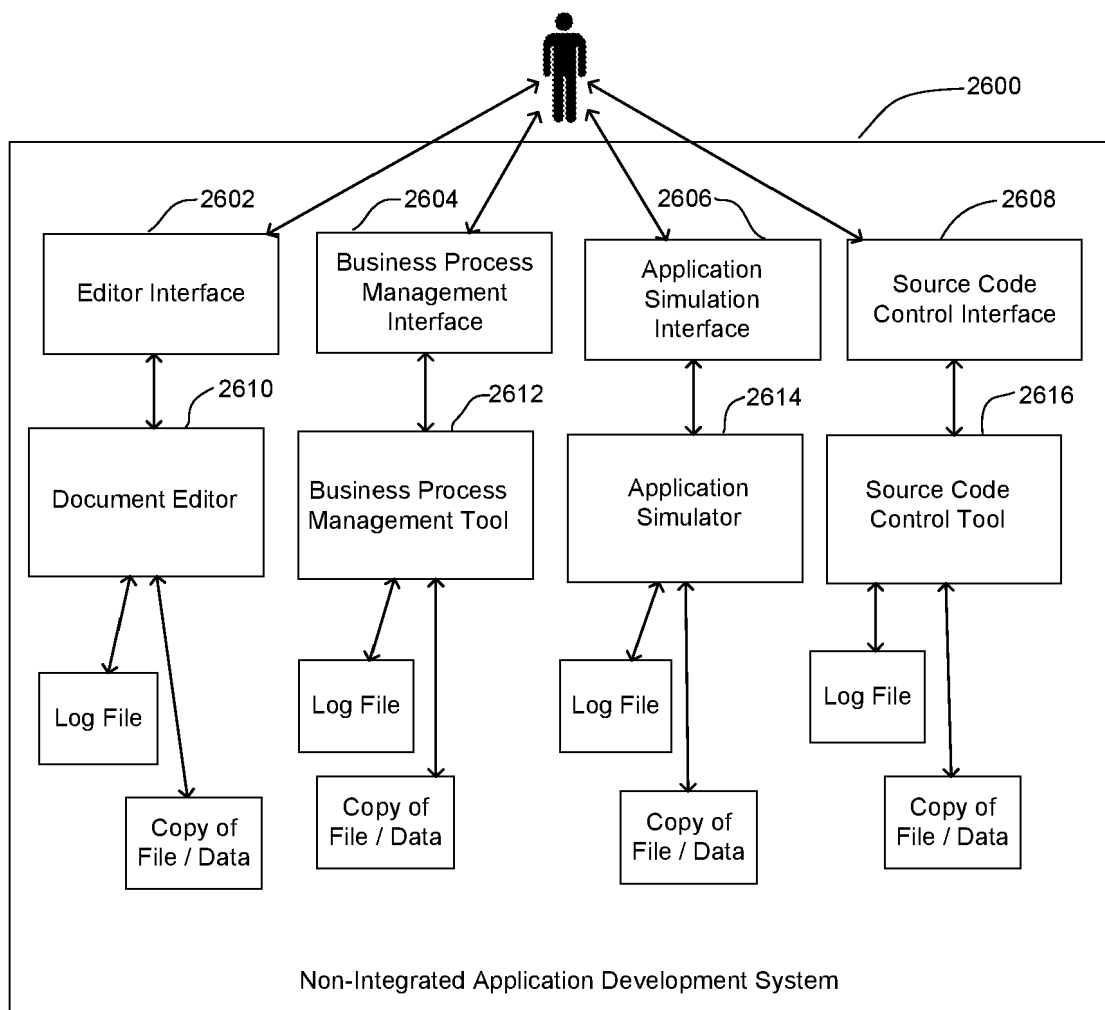 2600
2602
2604
2606
2608
Editor Interface
Business Process
Management
Interface
Application
Simulation
Interface
Source Code
Control Interface
2610
2612
2614
2616
Document Editor
Business Process
Management Tool
Application
Simulator
Source Code
Control Tool
Log File
Log File
Log File
Log File
Copy of
File / Data
Copy of
File / Data
Copy of
File / Data
Copy of
File / Data
Non-Integrated Application Development System